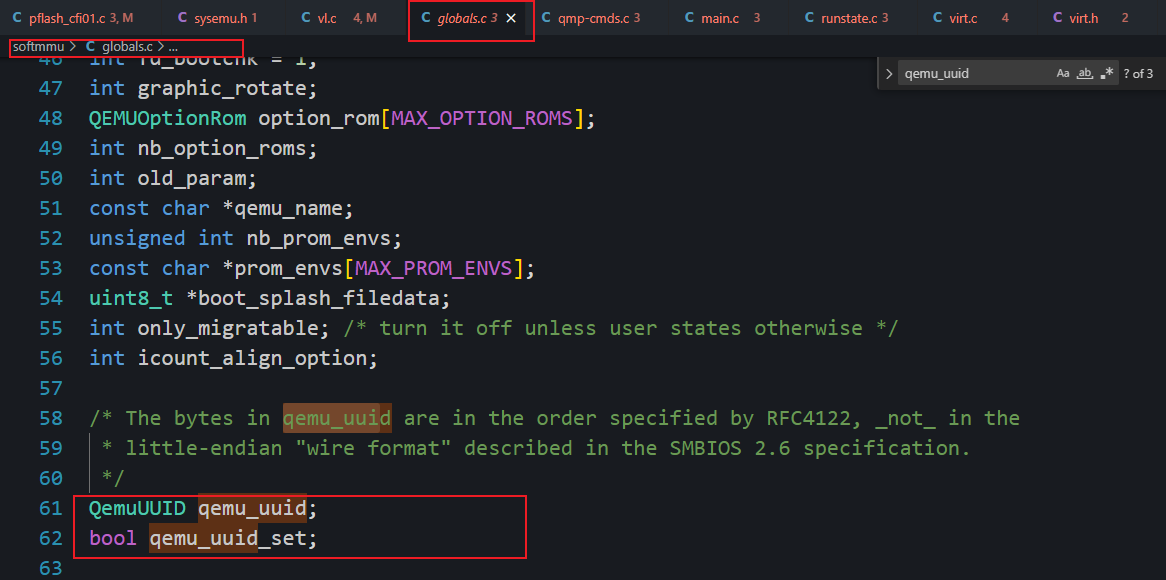 C pflash_cfi01.c 3, M C sysemu.h 1 C vl.c 4, M C globals.c 3 × C qmp-cmds.c 3 C main.c 3 C runstate.c 3 C virt.c 4 C virt.h 2
softmmu > C globals.c > ...
> qemu_uuid Aa ab .* ? of 3
46 int fd_bootchk = 1;
47 int graphic_rotate;
48 QEMUOptionRom option_rom[MAX_OPTION_ROMS];
49 int nb_option_roms;
50 int old_param;
51 const char *qemu_name;
52 unsigned int nb_prom_envs;
53 const char *prom_envs[MAX_PROM_ENVS];
54 uint8_t *boot_splash_filedata;
55 int only_migratable; /* turn it off unless user states otherwise */
56 int icount_align_option;
57
58 /* The bytes in qemu_uuid are in the order specified by RFC4122, _not_ in the
59 * little-endian "wire format" described in the SMBIOS 2.6 specification.
60 */
61 QemuUUID qemu_uuid;
62 bool qemu_uuid_set;
63